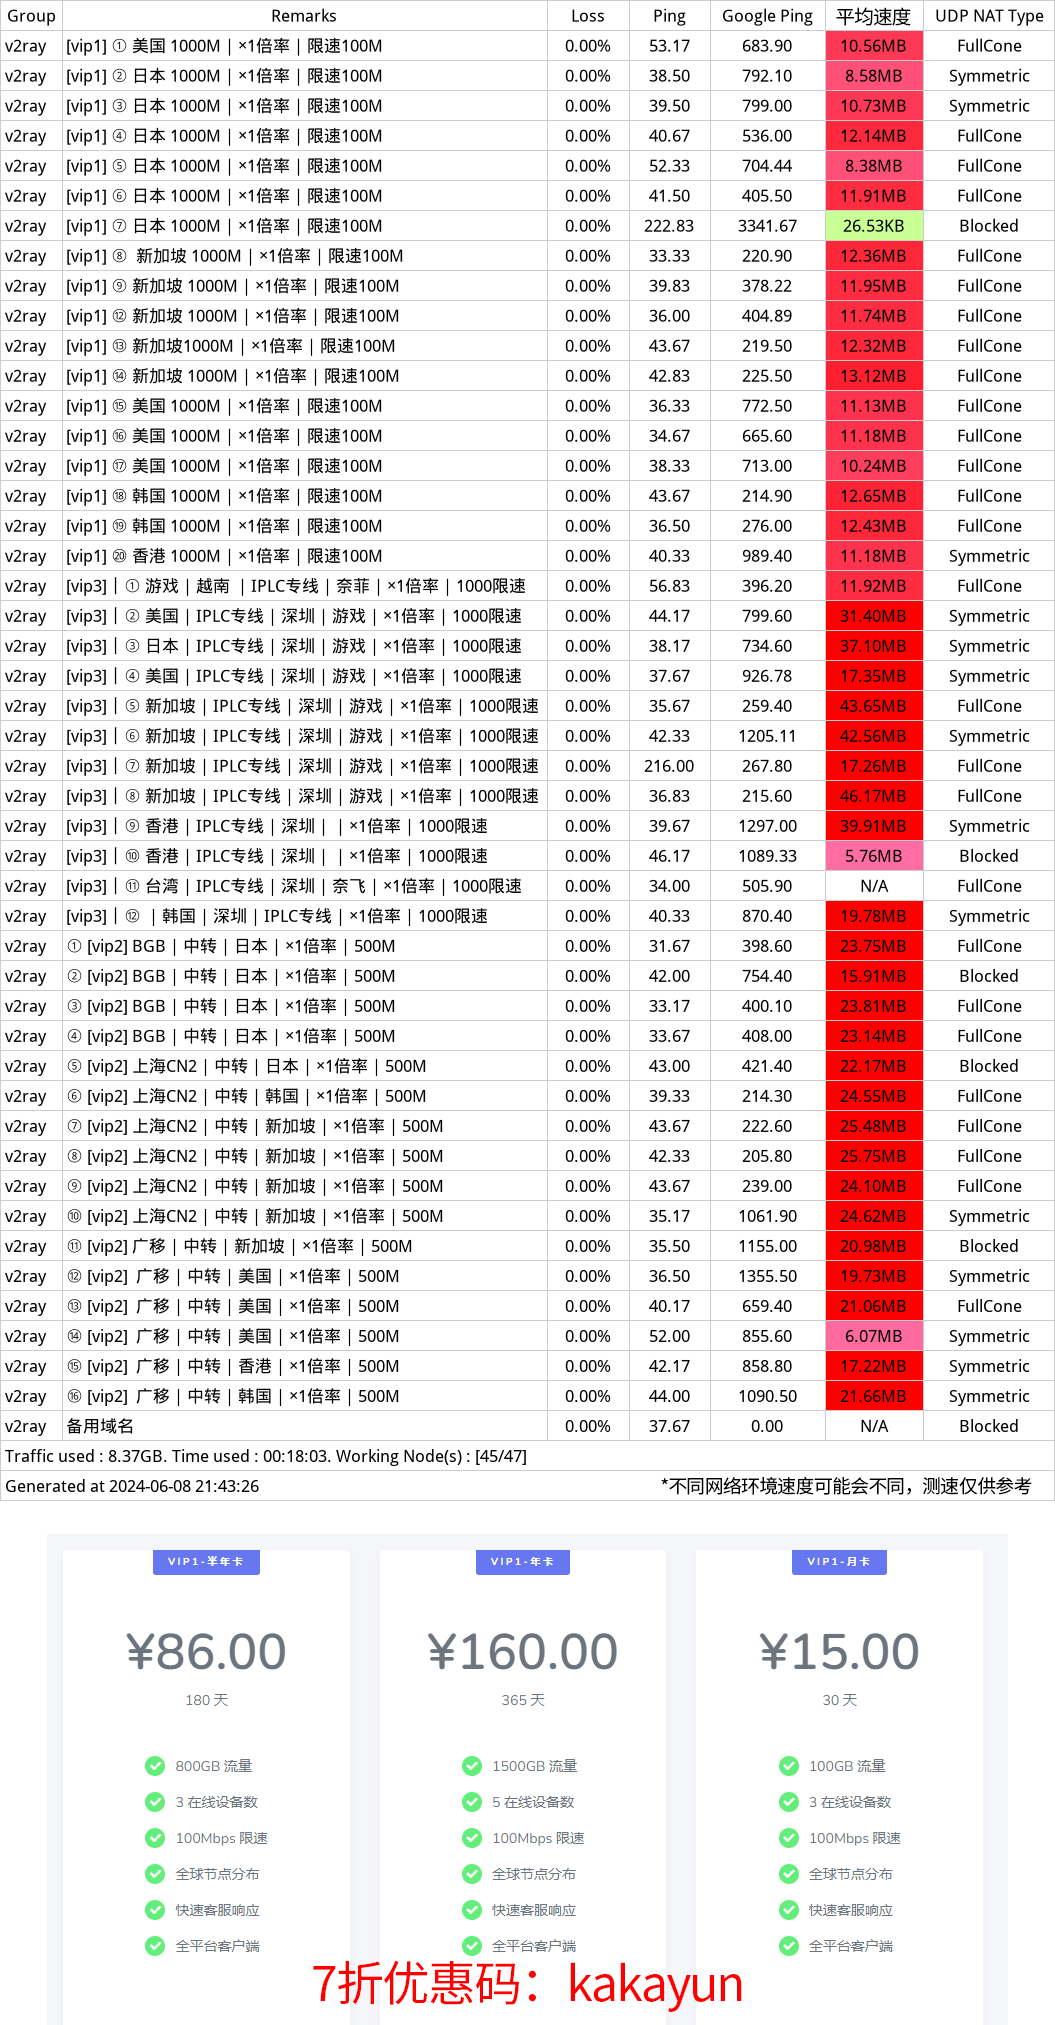 Group Remarks Loss Ping Google Ping 平均速度 UDP NAT Type
v2ray [vip1] ① 美国 1000M | ×1倍率 | 限速100M 0.00% 53.17 683.90 10.56MB FullCone
v2ray [vip1] ② 日本 1000M | ×1倍率 | 限速100M 0.00% 38.50 792.10 8.58MB Symmetric
v2ray [vip1] ③ 日本 1000M | ×1倍率 | 限速100M 0.00% 39.50 799.00 10.73MB Symmetric
v2ray [vip1] ④ 日本 1000M | ×1倍率 | 限速100M 0.00% 40.67 536.00 12.14MB FullCone
v2ray [vip1] ⑤ 日本 1000M | ×1倍率 | 限速100M 0.00% 52.33 704.44 8.38MB FullCone
v2ray [vip1] ⑥ 日本 1000M | ×1倍率 | 限速100M 0.00% 41.50 405.50 11.91MB FullCone
v2ray [vip1] ⑦ 日本 1000M | ×1倍率 | 限速100M 0.00% 222.83 3341.67 26.53KB Blocked
v2ray [vip1] ⑧ 新加坡 1000M | ×1倍率 | 限速100M 0.00% 33.33 220.90 12.36MB FullCone
v2ray [vip1] ⑨ 新加坡 1000M | ×1倍率 | 限速100M 0.00% 39.83 378.22 11.95MB FullCone
v2ray [vip1] ⑫ 新加坡 1000M | ×1倍率 | 限速100M 0.00% 36.00 404.89 11.74MB FullCone
v2ray [vip1] ⑬ 新加坡1000M | ×1倍率 | 限速100M 0.00% 43.67 219.50 12.32MB FullCone
v2ray [vip1] ⑭ 新加坡 1000M | ×1倍率 | 限速100M 0.00% 42.83 225.50 13.12MB FullCone
v2ray [vip1] ⑮ 美国 1000M | ×1倍率 | 限速100M 0.00% 36.33 772.50 11.13MB FullCone
v2ray [vip1] ⑯ 美国 1000M | ×1倍率 | 限速100M 0.00% 34.67 665.60 11.18MB FullCone
v2ray [vip1] ⑰ 美国 1000M | ×1倍率 | 限速100M 0.00% 38.33 713.00 10.24MB FullCone
v2ray [vip1] ⑱ 韩国 1000M | ×1倍率 | 限速100M 0.00% 43.67 214.90 12.65MB FullCone
v2ray [vip1] ⑲ 韩国 1000M | ×1倍率 | 限速100M 0.00% 36.50 276.00 12.43MB FullCone
v2ray [vip1] ⑳ 香港 1000M | ×1倍率 | 限速100M 0.00% 40.33 989.40 11.18MB Symmetric
v2ray [vip3] | ① 游戏 | 越南 | IPLC专线 | 奈菲 | ×1倍率 | 1000限速 0.00% 56.83 396.20 11.92MB FullCone
v2ray [vip3] | ② 美国 | IPLC专线 | 深圳 | 游戏 | ×1倍率 | 1000限速 0.00% 44.17 799.60 31.40MB Symmetric
v2ray [vip3] | ③ 日本 | IPLC专线 | 深圳 | 游戏 | ×1倍率 | 1000限速 0.00% 38.17 734.60 37.10MB Symmetric
v2ray [vip3] | ④ 美国 | IPLC专线 | 深圳 | 游戏 | ×1倍率 | 1000限速 0.00% 37.67 926.78 17.35MB Symmetric
v2ray [vip3] | ⑤ 新加坡 | IPLC专线 | 深圳 | 游戏 | ×1倍率 | 1000限速 0.00% 35.67 259.40 43.65MB FullCone
v2ray [vip3] | ⑥ 新加坡 | IPLC专线 | 深圳 | 游戏 | ×1倍率 | 1000限速 0.00% 42.33 1205.11 42.56MB Symmetric
v2ray [vip3] | ⑦ 新加坡 | IPLC专线 | 深圳 | 游戏 | ×1倍率 | 1000限速 0.00% 216.00 267.80 17.26MB FullCone
v2ray [vip3] | ⑧ 新加坡 | IPLC专线 | 深圳 | 游戏 | ×1倍率 | 1000限速 0.00% 36.83 215.60 46.17MB FullCone
v2ray [vip3] | ⑨ 香港 | IPLC专线 | 深圳 | | ×1倍率 | 1000限速 0.00% 39.67 1297.00 39.91MB Symmetric
v2ray [vip3] | ⑩ 香港 | IPLC专线 | 深圳 | | ×1倍率 | 1000限速 0.00% 46.17 1089.33 5.76MB Blocked
v2ray [vip3] | ⑪ 台湾 | IPLC专线 | 深圳 | 奈飞 | ×1倍率 | 1000限速 0.00% 34.00 505.90 N/A FullCone
v2ray [vip3] | ⑫ | 韩国 | 深圳 | IPLC专线 | ×1倍率 | 1000限速 0.00% 40.33 870.40 19.78MB Symmetric
v2ray ① [vip2] BGB | 中转 | 日本 | ×1倍率 | 500M 0.00% 31.67 398.60 23.75MB FullCone
v2ray ② [vip2] BGB | 中转 | 日本 | ×1倍率 | 500M 0.00% 42.00 754.40 15.91MB Blocked
v2ray ③ [vip2] BGB | 中转 | 日本 | ×1倍率 | 500M 0.00% 33.17 400.10 23.81MB FullCone
v2ray ④ [vip2] BGB | 中转 | 日本 | ×1倍率 | 500M 0.00% 33.67 408.00 23.14MB FullCone
v2ray ⑤ [vip2] 上海CN2 | 中转 | 日本 | ×1倍率 | 500M 0.00% 43.00 421.40 22.17MB Blocked
v2ray ⑥ [vip2] 上海CN2 | 中转 | 韩国 | ×1倍率 | 500M 0.00% 39.33 214.30 24.55MB FullCone
v2ray ⑦ [vip2] 上海CN2 | 中转 | 新加坡 | ×1倍率 | 500M 0.00% 43.67 222.60 25.48MB FullCone
v2ray ⑧ [vip2] 上海CN2 | 中转 | 新加坡 | ×1倍率 | 500M 0.00% 42.33 205.80 25.75MB FullCone
v2ray ⑨ [vip2] 上海CN2 | 中转 | 新加坡 | ×1倍率 | 500M 0.00% 43.67 239.00 24.10MB FullCone
v2ray ⑩ [vip2] 上海CN2 | 中转 | 新加坡 | ×1倍率 | 500M 0.00% 35.17 1061.90 24.62MB Symmetric
v2ray ⑪ [vip2] 广移 | 中转 | 新加坡 | ×1倍率 | 500M 0.00% 35.50 1155.00 20.98MB Blocked
v2ray ⑫ [vip2] 广移 | 中转 | 美国 | ×1倍率 | 500M 0.00% 36.50 1355.50 19.73MB Symmetric
v2ray ⑬ [vip2] 广移 | 中转 | 美国 | ×1倍率 | 500M 0.00% 40.17 659.40 21.06MB FullCone
v2ray ⑭ [vip2] 广移 | 中转 | 美国 | ×1倍率 | 500M 0.00% 52.00 855.60 6.07MB Symmetric
v2ray ⑮ [vip2] 广移 | 中转 | 香港 | ×1倍率 | 500M 0.00% 42.17 858.80 17.22MB Symmetric
v2ray ⑯ [vip2] 广移 | 中转 | 韩国 | ×1倍率 | 500M 0.00% 44.00 1090.50 21.66MB Symmetric
v2ray 备用域名 0.00% 37.67 0.00 N/A Blocked
Traffic used : 8.37GB. Time used : 00:18:03. Working Node(s) : [45/47]
Generated at 2024-06-08 21:43:26 *不同网络环境速度可能会不同，测速仅供参考
VIP1-半年卡 VIP1-年卡 VIP1-月卡
¥86.00 ¥160.00 ¥15.00
180 天 365 天 30 天
800GB 流量 1500GB 流量 100GB 流量
3 在线设备数 5 在线设备数 3 在线设备数
100Mbps 限速 100Mbps 限速 100Mbps 限速
全球节点分布 全球节点分布 全球节点分布
快速客服响应 快速客服响应 快速客服响应
全平台客户端 全平台客户端 全平台客户端
7折优惠码：kakayun